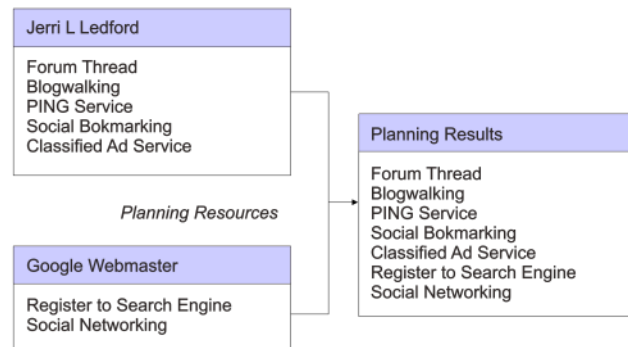 Jerri L Ledford
Forum Thread
Blogwalking
PING Service
Social Bokmarking
Classified Ad Service
Planning Resources
Google Webmaster
Register to Search Engine
Social Networking
Planning Results
Forum Thread
Blogwalking
PING Service
Social Bokmarking
Classified Ad Service
Register to Search Engine
Social Networking